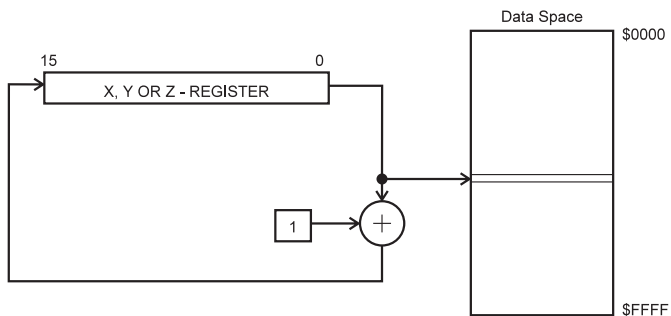 Data Space
$0000
15
0
X, Y OR Z - REGISTER
1
+
$FFFF